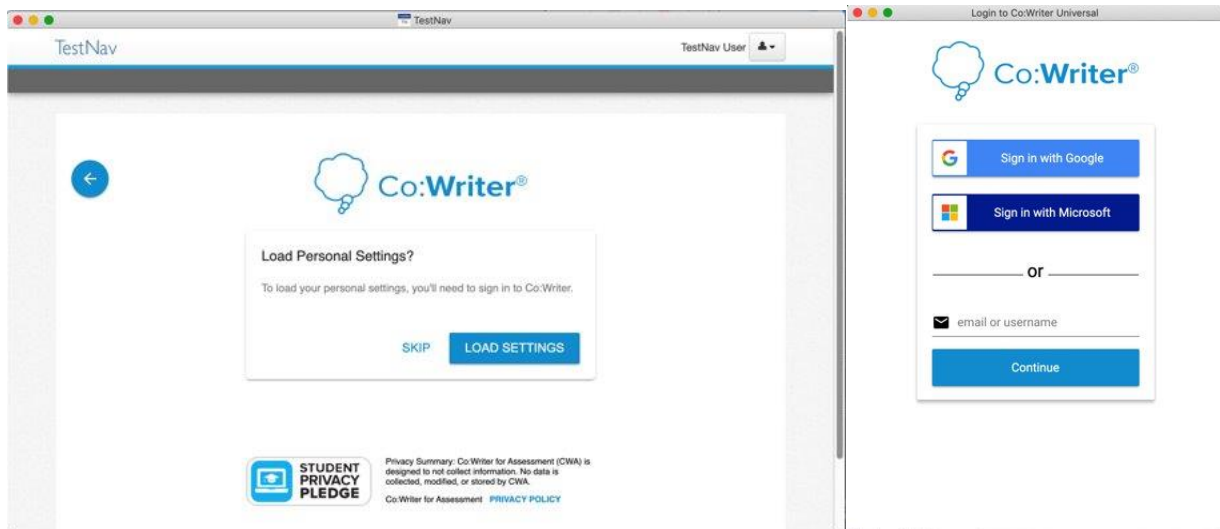 TestNav
TestNav
TestNav User
Co:Writer®
Load Personal Settings?
To load your personal settings, you'll need to sign in to Co:Writer.
SKIP
LOAD SETTINGS
STUDENT
PRIVACY
PLEDGE
Privacy Summary: Co:Writer for Assessment (CWA) is
designed to not collect information. No data is
collected, modified, or stored by CWA.
Co:Writer for Assessment PRIVACY POLICY
Login to Co:Writer Universal
Co:Writer®
Sign in with Google
Sign in with Microsoft
or
email or username
Continue